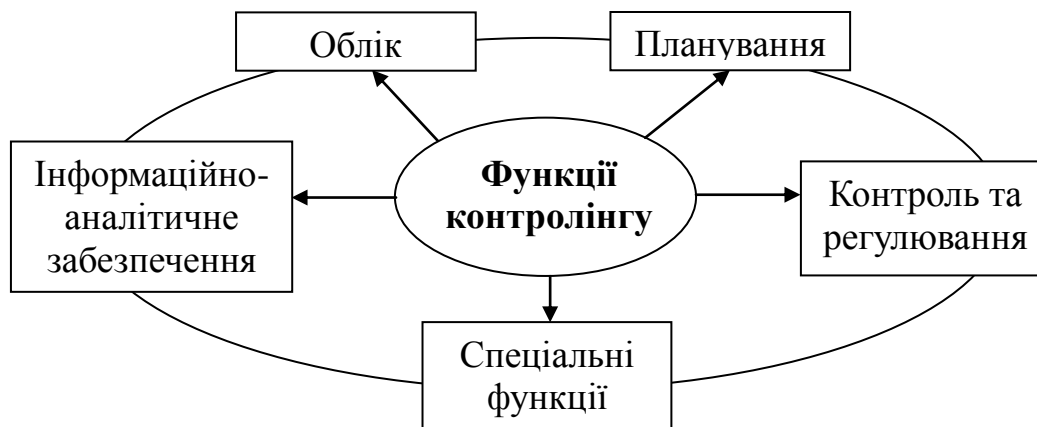 Облік
Планування
Інформаційно-
аналітичне
забезпечення
Функції
контролінгу
Контроль та
регулювання
Спеціальні
функції